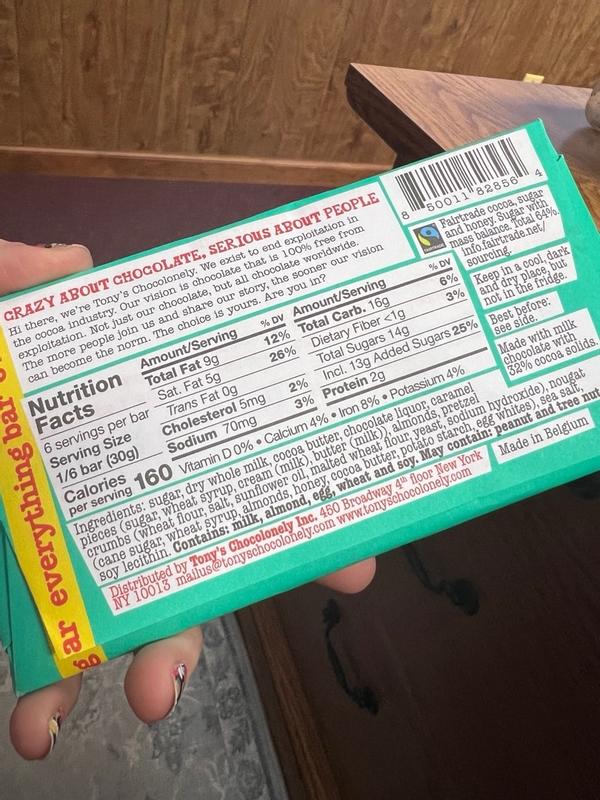 CRAZY ABOUT CHOCOLATE, SERIOUS ABOUT PEOPLE
Hi there, we're Tony's Chocolonely. We exist to end exploitation in
the cocoa industry. Our vision is chocolate that is 100% free from
exploitation. Not just our chocolate, but all chocolate worldwide.
The more people join us and share our story, the sooner our vision
can become the norm. The choice is yours. Are you in?
Nutrition
Facts
6 servings per bar
Serving Size
1/6 bar (30g)
Calories
per serving 160
Amount/Serving % DV
Total Fat 9g 12%
Sat. Fat 5g 26%
Trans Fat 0g
Cholesterol 5mg 2%
Sodium 70mg 3%
Amount/Serving % DV
Total Carb. 16g 6%
Dietary Fiber <1g 3%
Total Sugars 14g
Incl. 13g Added Sugars 25%
Protein 2g
Vitamin D 0% • Calcium 4% • Iron 8% • Potassium 4%
Ingredients: sugar, dry whole milk, cocoa butter, chocolate liquor, caramel
pieces (sugar, wheat syrup, cream (milk), butter (milk), almonds, pretzel
crumbs (wheat flour, salt, sunflower oil, malted wheat flour, yeast, sodium hydroxide), nougat
(cane sugar, wheat syrup, almonds, honey, cocoa butter, potato starch, egg whites), sea salt,
soy lecithin. Contains: milk, almond, egg, wheat and soy. May contain: peanut and tree nut
Distributed by Tony's Chocolonely Inc. 450 Broadway 4th floor New York
NY 10013 mailus@tonyschocolonely.com www.tonyschocolonely.com
8 50011 82856 4
FAIRTRADE
Fairtrade cocoa, sugar
and honey. Sugar with
mass balance. Total 64%.
info.fairtrade.net/
sourcing.
Keep in a cool, dark
and dry place, but
not in the fridge.
Best before:
see side.
Made with milk
chocolate with
32% cocoa solids.
Made in Belgium
everything bar
ar